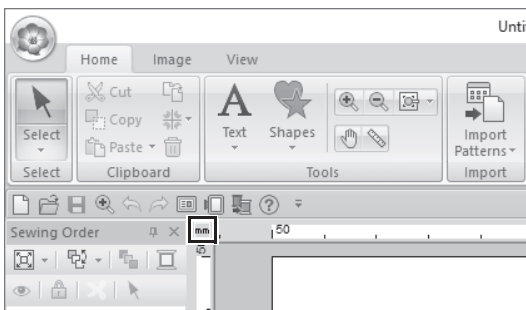 Unti
Home Image View
Cut
Copy
Paste
Select
Text
Shapes
Import
Patterns
Select
Clipboard
Tools
Import
Sewing Order
mm
50